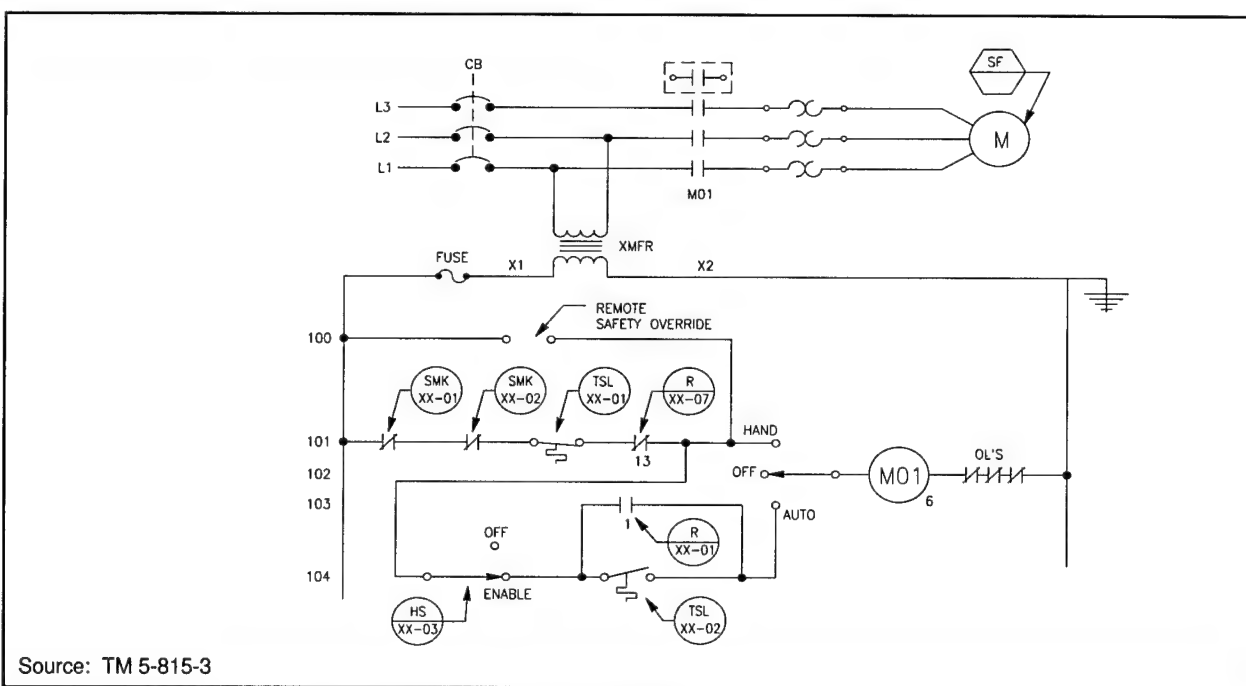 CB
SF
L3
L2
L1
M
M01
XMFR
FUSE
X1
X2
REMOTE
SAFETY OVERRIDE
100
SMK
XX-01
SMK
XX-02
TSL
XX-01
R
XX-07
101
13
HAND
102
OFF
M01
6
OL'S
103
AUTO
1
R
XX-01
OFF
104
ENABLE
HS
XX-03
TSL
XX-02
Source: TM 5-815-3